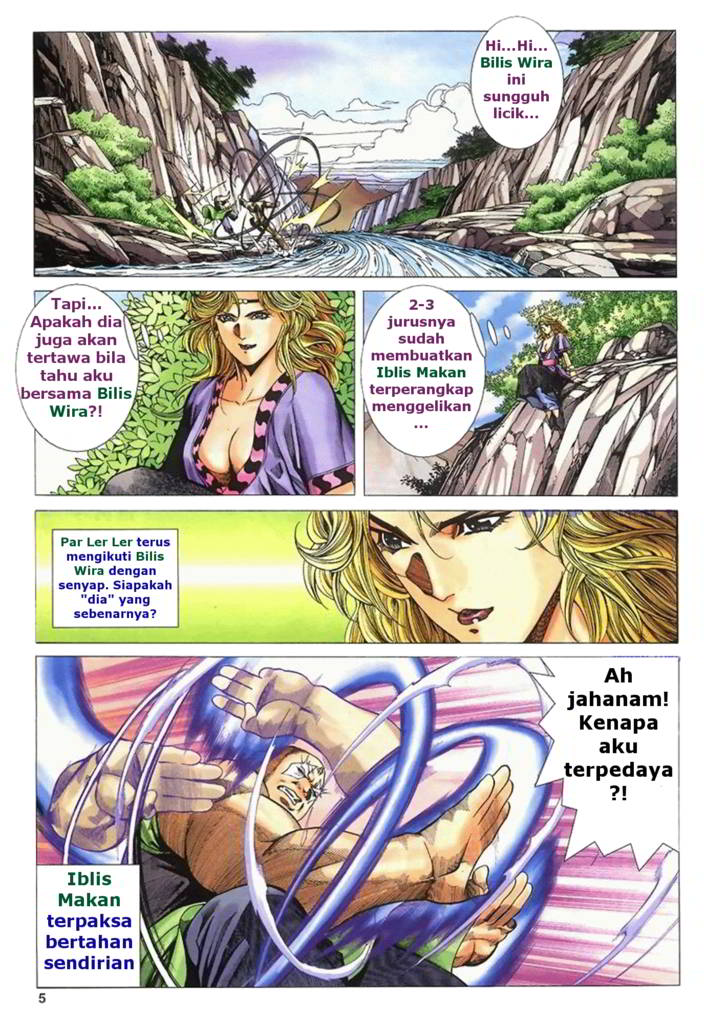 Hi...Hi...
Bilis Wira
ini
sungguh
licik...
Tapi...
Apakah dia
juga akan
tertawa bila
tahu aku
bersama Bilis
Wira?!
2-3
jurusnya
sudah
membuatkan
Iblis Makan
terperangkap
menggelikan
...
Par Ler Ler terus
mengikuti Bilis
Wira dengan
senyap. Siapakah
"dia" yang
sebenarnya?
Ah
jahanam!
Kenapa
aku
terpedaya
?!
Iblis
Makan
terpaksa
bertahan
sendirian
5